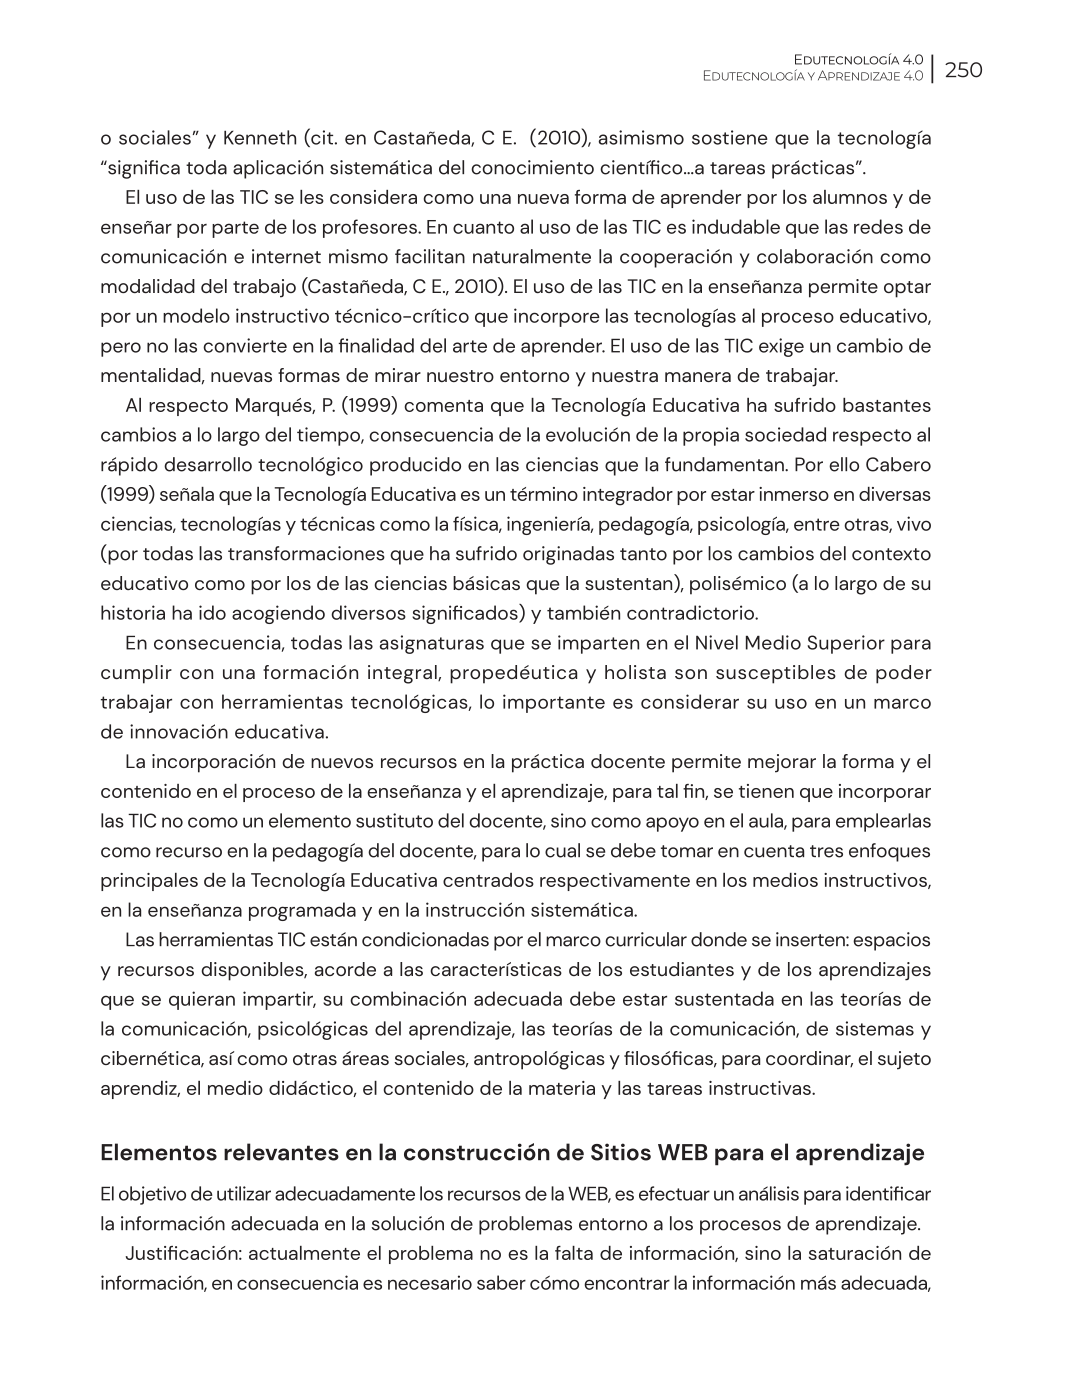 Edutecnología 4.0
Edutecnología y Aprendizaje 4.0
250
o sociales” y Kenneth (cit. en Castañeda, C E.  (2010), asimismo sostiene que la tecnología
“significa toda aplicación sistemática del conocimiento científico...a tareas prácticas”.
El uso de las TIC se les considera como una nueva forma de aprender por los alumnos y de
enseñar por parte de los profesores. En cuanto al uso de las TIC es indudable que las redes de
comunicación e internet mismo facilitan naturalmente la cooperación y colaboración como
modalidad del trabajo (Castañeda, C E., 2010). El uso de las TIC en la enseñanza permite optar
por un modelo instructivo técnico-crítico que incorpore las tecnologías al proceso educativo,
pero no las convierte en la finalidad del arte de aprender. El uso de las TIC exige un cambio de
mentalidad, nuevas formas de mirar nuestro entorno y nuestra manera de trabajar.
Al respecto Marqués, P. (1999) comenta que la Tecnología Educativa ha sufrido bastantes
cambios a lo largo del tiempo, consecuencia de la evolución de la propia sociedad respecto al
rápido desarrollo tecnológico producido en las ciencias que la fundamentan. Por ello Cabero
(1999) señala que la Tecnología Educativa es un término integrador por estar inmerso en diversas
ciencias, tecnologías y técnicas como la física, ingeniería, pedagogía, psicología, entre otras, vivo
(por todas las transformaciones que ha sufrido originadas tanto por los cambios del contexto
educativo como por los de las ciencias básicas que la sustentan), polisémico (a lo largo de su
historia ha ido acogiendo diversos significados) y también contradictorio.
En consecuencia, todas las asignaturas que se imparten en el Nivel Medio Superior para
cumplir con una formación integral, propedéutica y holista son susceptibles de poder
trabajar con herramientas tecnológicas, lo importante es considerar su uso en un marco
de innovación educativa.
La incorporación de nuevos recursos en la práctica docente permite mejorar la forma y el
contenido en el proceso de la enseñanza y el aprendizaje, para tal fin, se tienen que incorporar
las TIC no como un elemento sustituto del docente, sino como apoyo en el aula, para emplearlas
como recurso en la pedagogía del docente, para lo cual se debe tomar en cuenta tres enfoques
principales de la Tecnología Educativa centrados respectivamente en los medios instructivos,
en la enseñanza programada y en la instrucción sistemática.
Las herramientas TIC están condicionadas por el marco curricular donde se inserten: espacios
y recursos disponibles, acorde a las características de los estudiantes y de los aprendizajes
que se quieran impartir, su combinación adecuada debe estar sustentada en las teorías de
la comunicación, psicológicas del aprendizaje, las teorías de la comunicación, de sistemas y
cibernética, así como otras áreas sociales, antropológicas y filosóficas, para coordinar, el sujeto
aprendiz, el medio didáctico, el contenido de la materia y las tareas instructivas.
Elementos relevantes en la construcción de Sitios WEB para el aprendizaje
El objetivo de utilizar adecuadamente los recursos de la WEB, es efectuar un análisis para identificar
la información adecuada en la solución de problemas entorno a los procesos de aprendizaje.
Justificación: actualmente el problema no es la falta de información, sino la saturación de
información, en consecuencia es necesario saber cómo encontrar la información más adecuada,